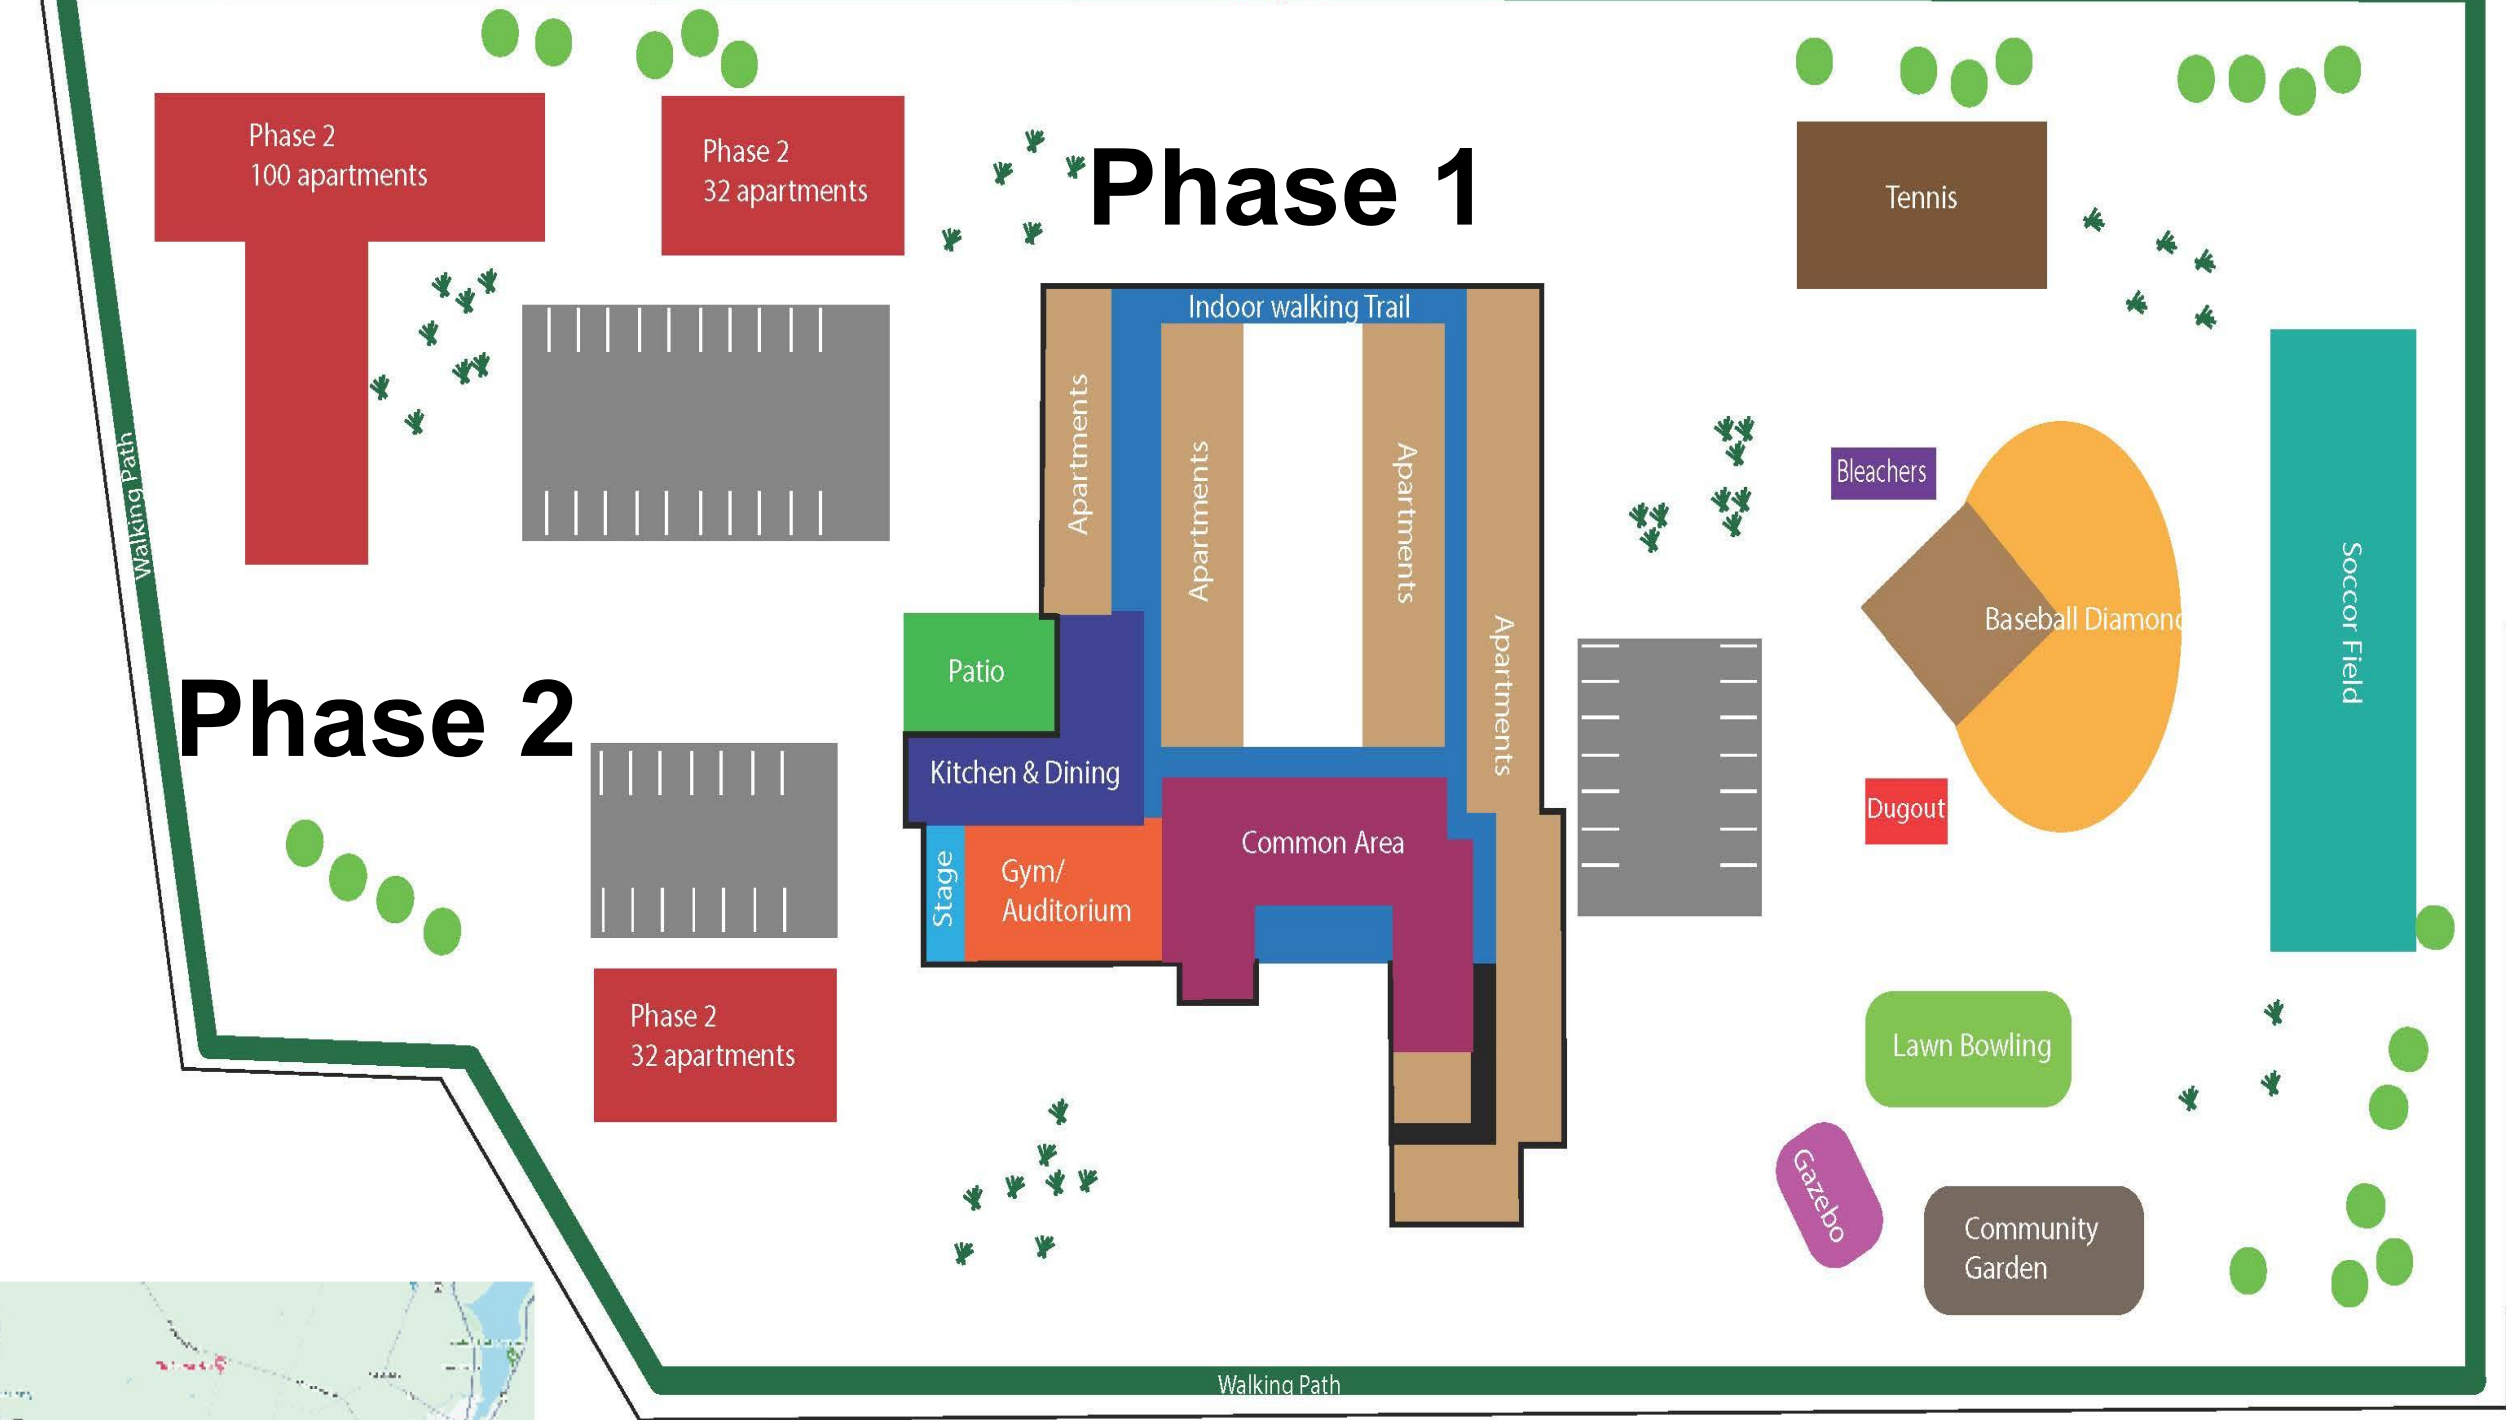 Phase 2
100 apartments
Phase 2
32 apartments
Phase 1
Tennis
Indoor walking Trail
Apartments
Apartments
Apartments
Apartments
Walking Path
Bleachers
Baseball Diamond
Soccor Field
Patio
Phase 2
Kitchen & Dining
Common Area
Dugout
Stage
Gym/
Auditorium
Phase 2
32 apartments
Lawn Bowling
Gazebo
Community
Garden
Walking Path